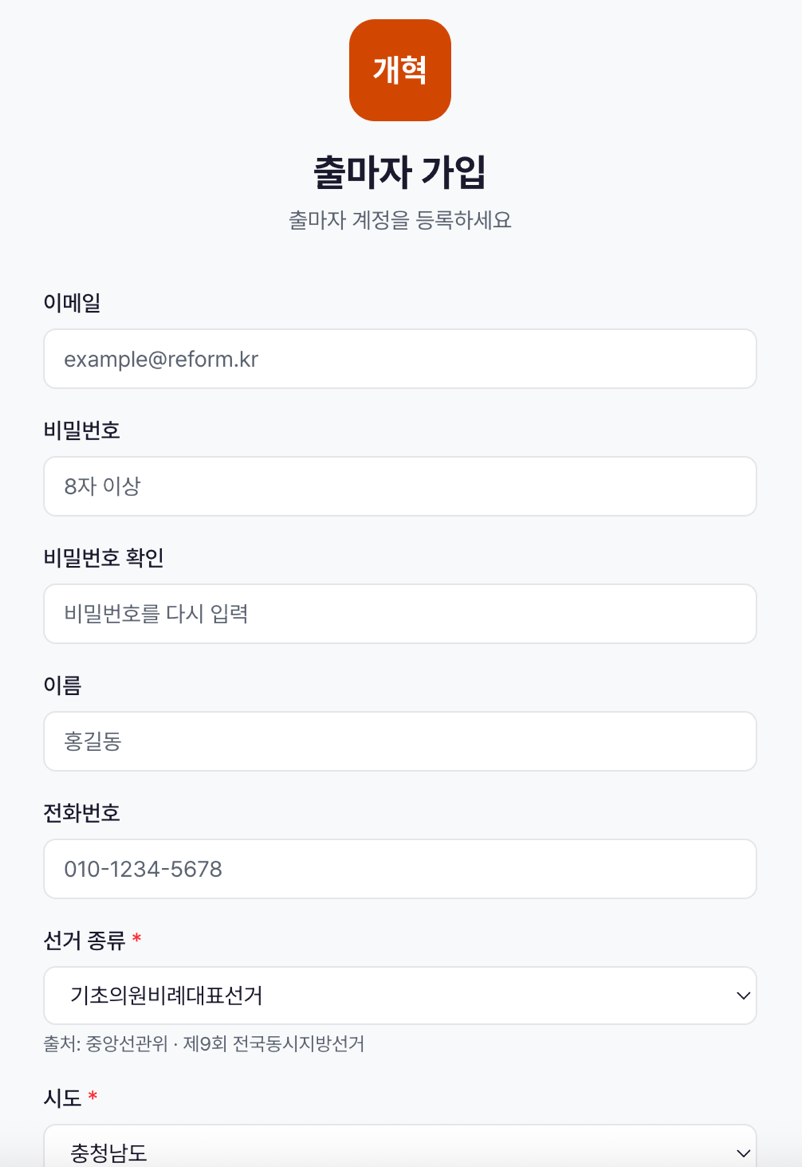 개혁
출마자 가입
출마자 계정을 등록하세요
이메일
example@reform.kr
비밀번호
8자 이상
비밀번호 확인
비밀번호를 다시 입력
이름
홍길동
전화번호
010-1234-5678
선거 종류 *
기초의원비례대표선거
출처: 중앙선관위 · 제9회 전국동시지방선거
시도 *
충청남도